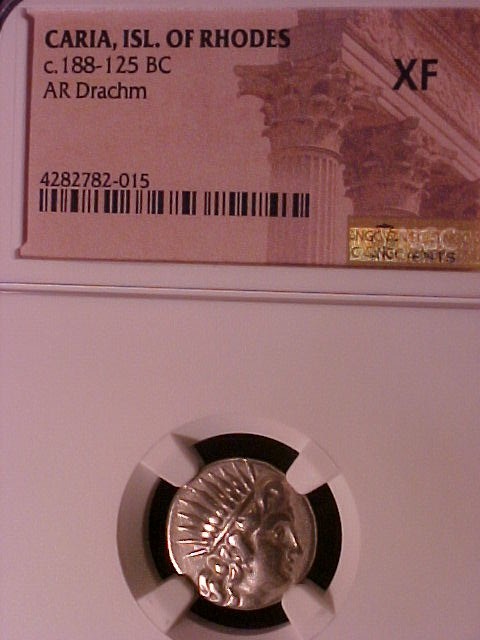 CARIA, ISL. OF RHODES
c.188-125 BC
AR Drachm
XF
4282782-015